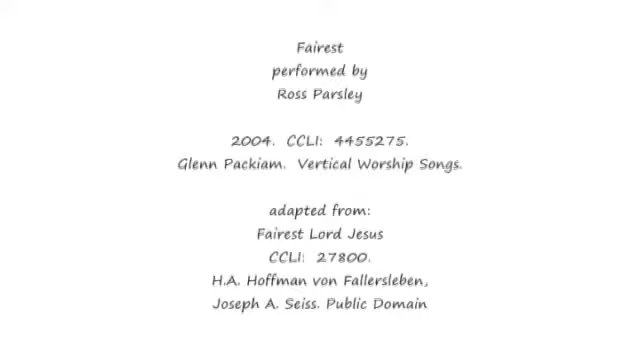 Fairest
performed by
Ross Parsley
2004.  CCLI:  4455275.
Glenn Packiam.  Vertical Worship Songs.
adapted from:
Fairest Lord Jesus
CCLI:  27800.
H.A. Hoffman von Fallersleben,
Joseph A. Seiss. Public Domain